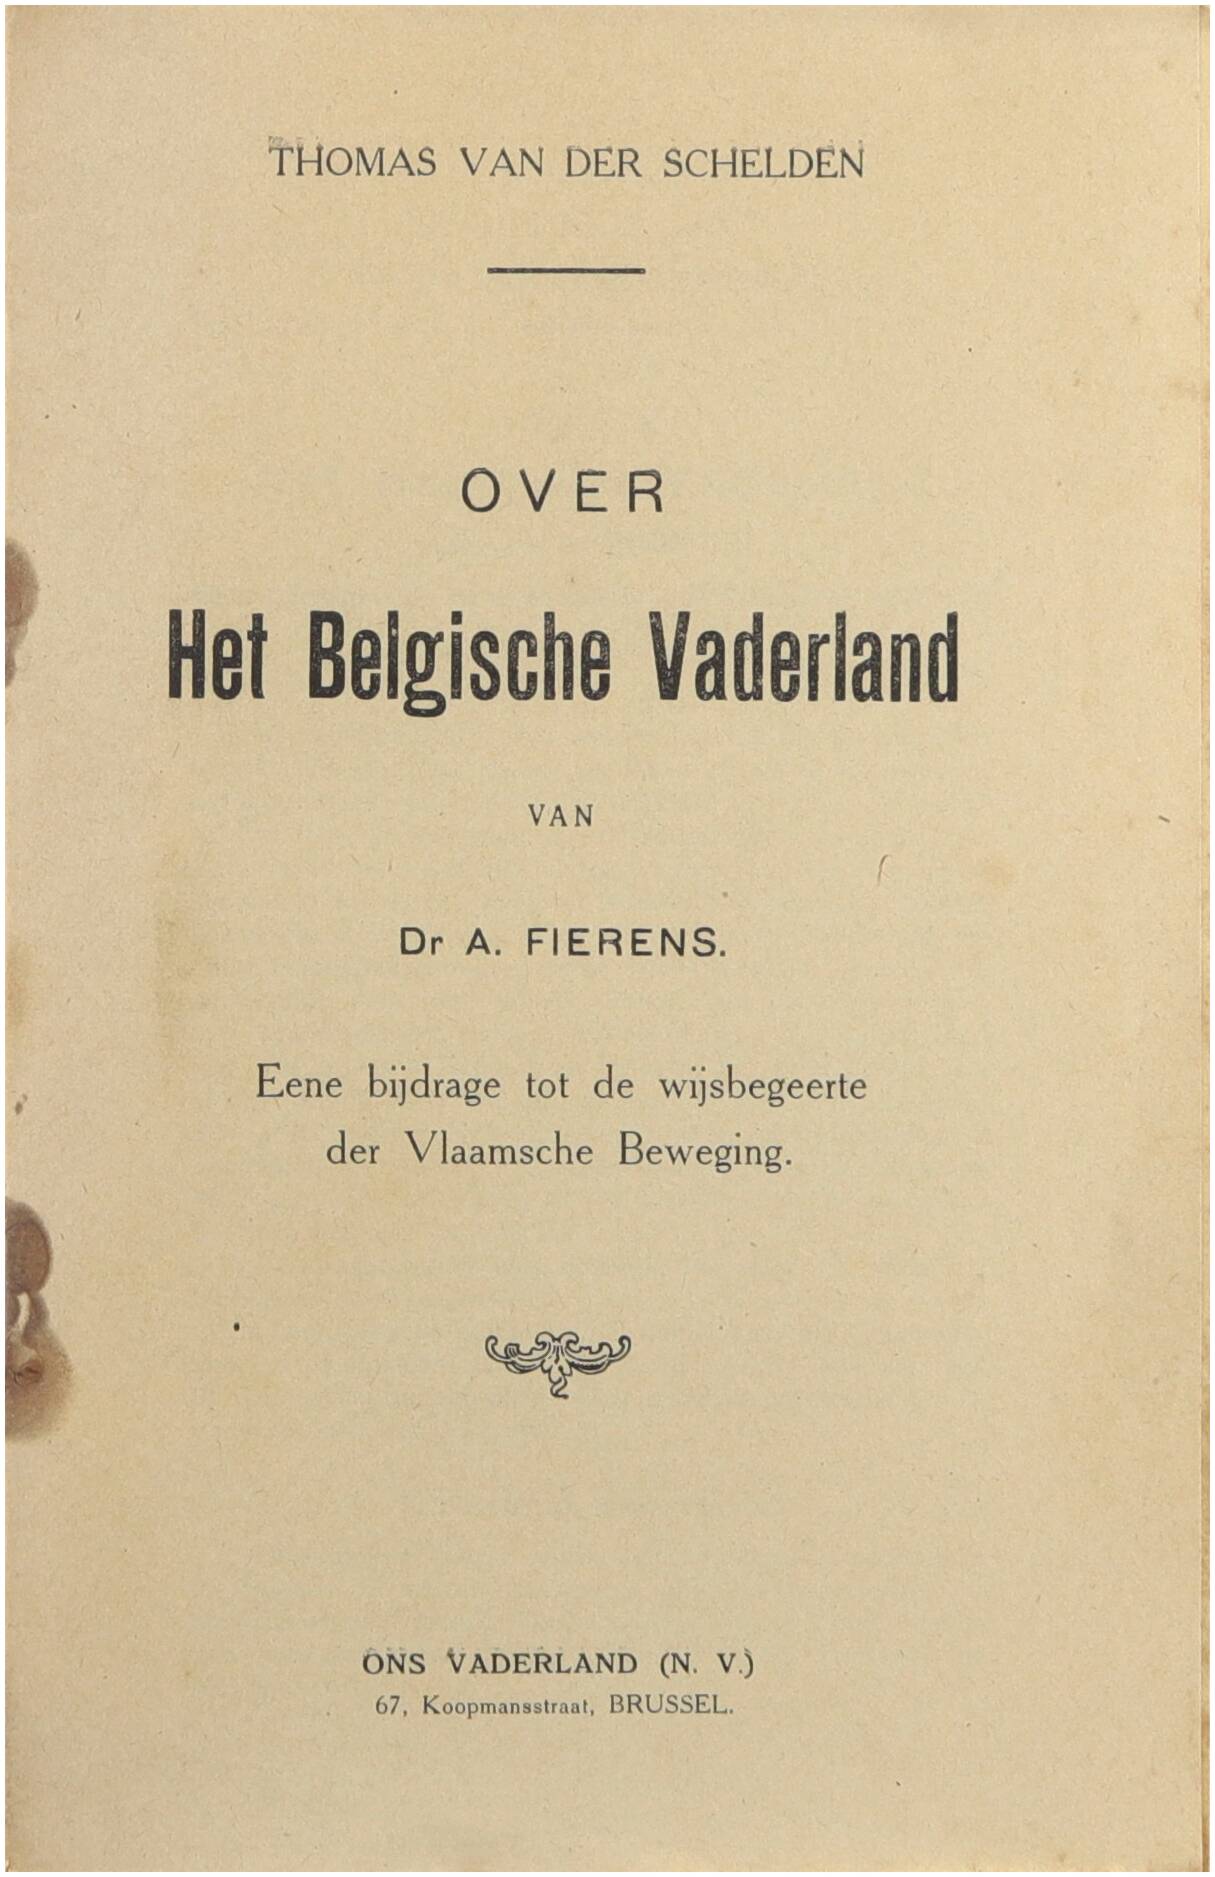 THOMAS VAN DER SCHELDEN
OVER
Het Belgische Vaderland
VAN
Dr A. FIERENS.
Eene bijdrage tot de wijsbegeerte
der Vlaamsche Beweging.
ONS VADERLAND (N. V.)
67, Koopmansstraat, BRUSSEL.